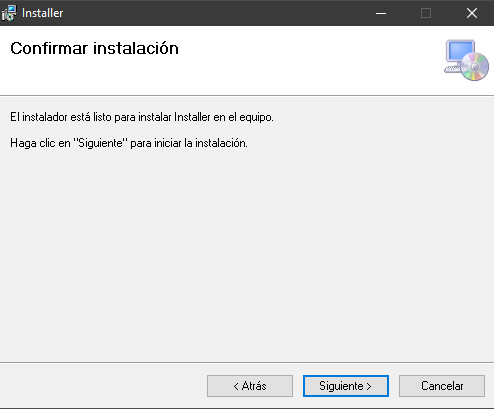 Installer
Confirmar instalación
El instalador está listo para instalar Installer en el equipo.
Haga clic en "Siguiente" para iniciar la instalación.
< Atrás
Siguiente >
Cancelar